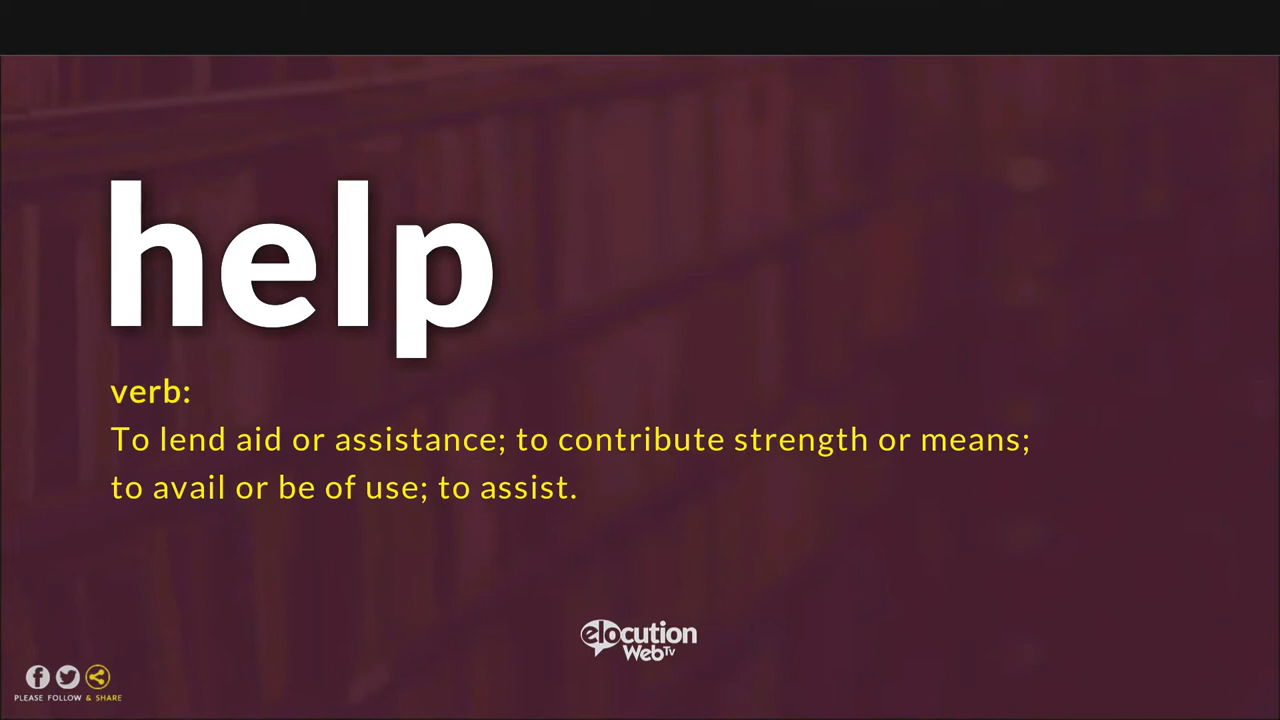 help
verb:
To lend aid or assistance; to contribute strength or means;
to avail or be of use; to assist.
elocution
WebTv
PLEASE FOLLOW & SHARE